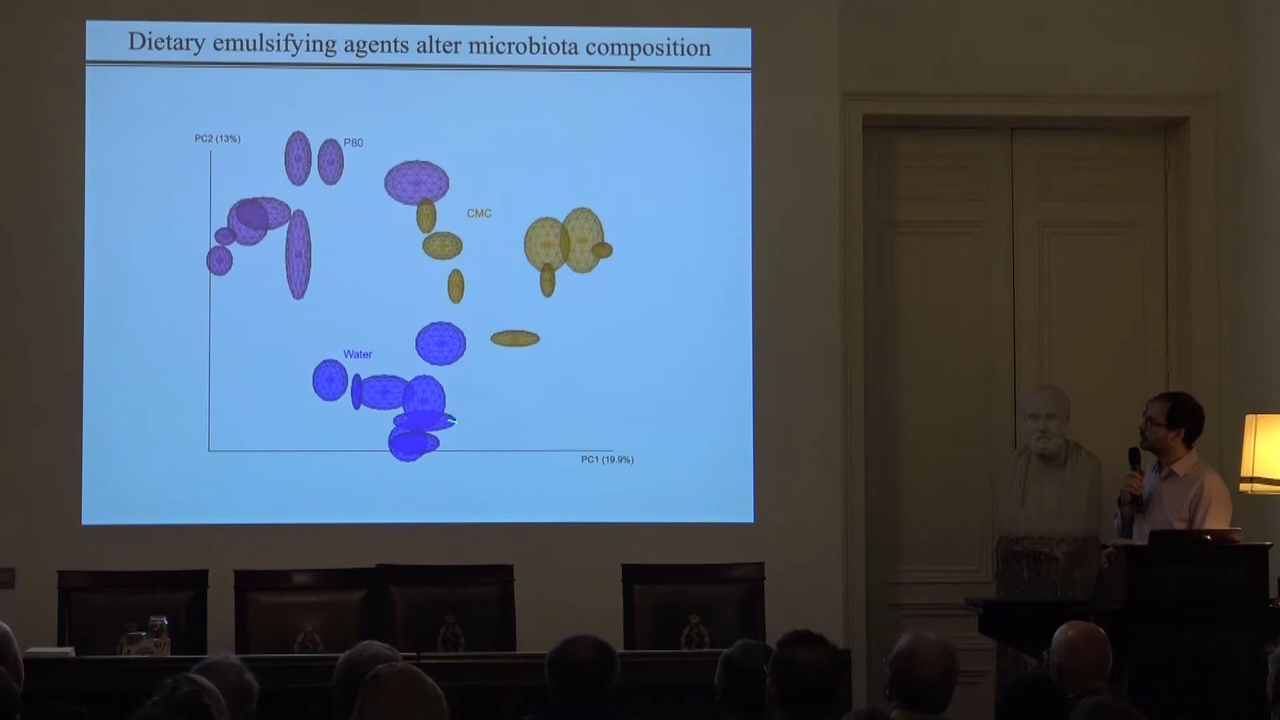 Dietary emulsifying agents alter microbiota composition
PC2 (13%)
P80
CMC
Water
PC1 (19.9%)